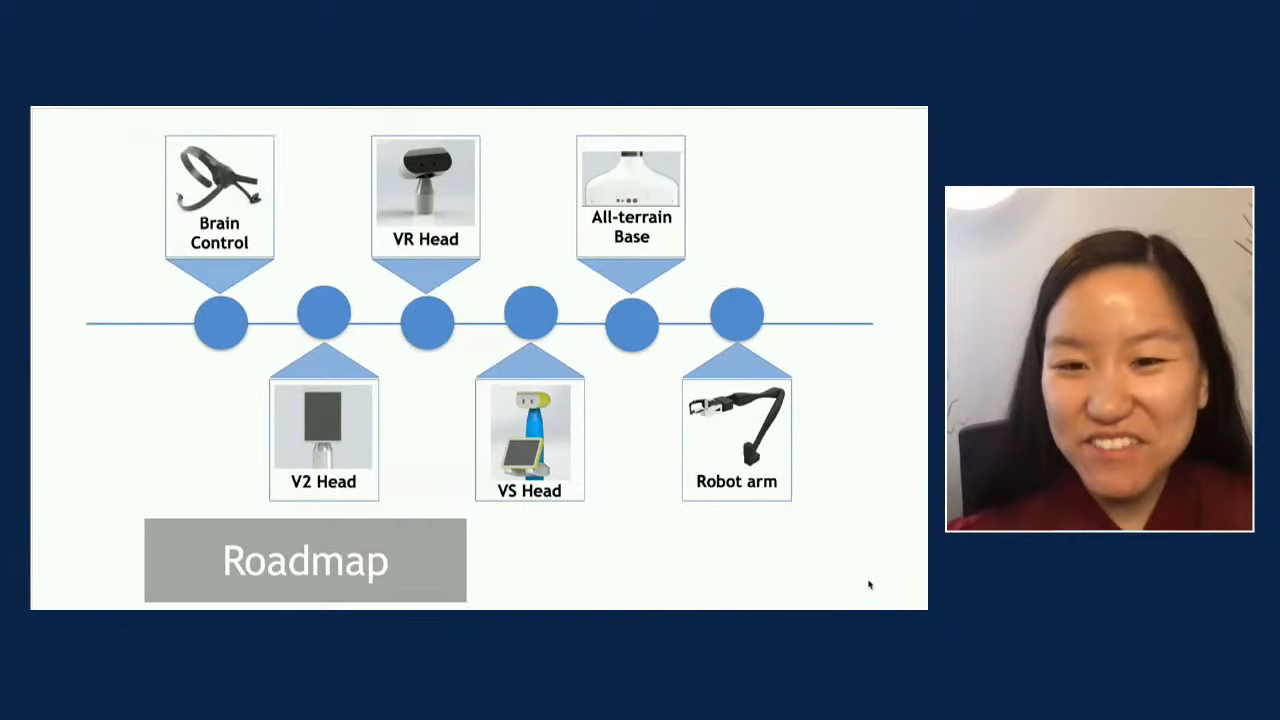 Brain
Control
VR Head
All-terrain
Base
V2 Head
VS Head
Robot arm
Roadmap